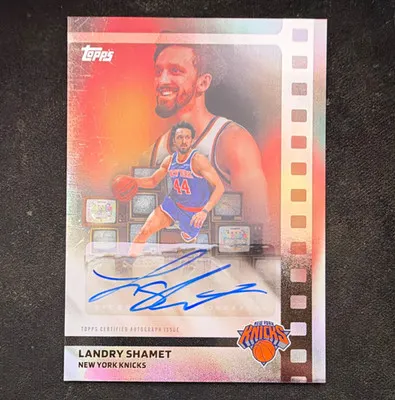 Topps
NEW YORK
44
TOPPS CERTIFIED AUTOGRAPH ISSUE
LANDRY SHAMET
NEW YORK KNICKS
NEW YORK
KNICKS